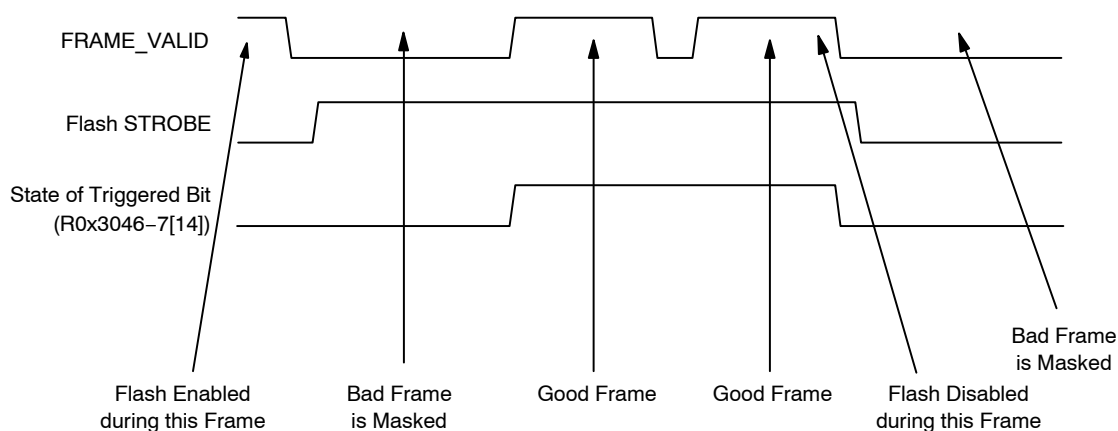 FRAME_VALID
Flash STROBE
State of Triggered Bit
(R0x3046−7[14])
Flash Enabled
during this Frame
Bad Frame
is Masked
Good Frame
Good Frame
Flash Disabled
during this Frame
Bad Frame
is Masked